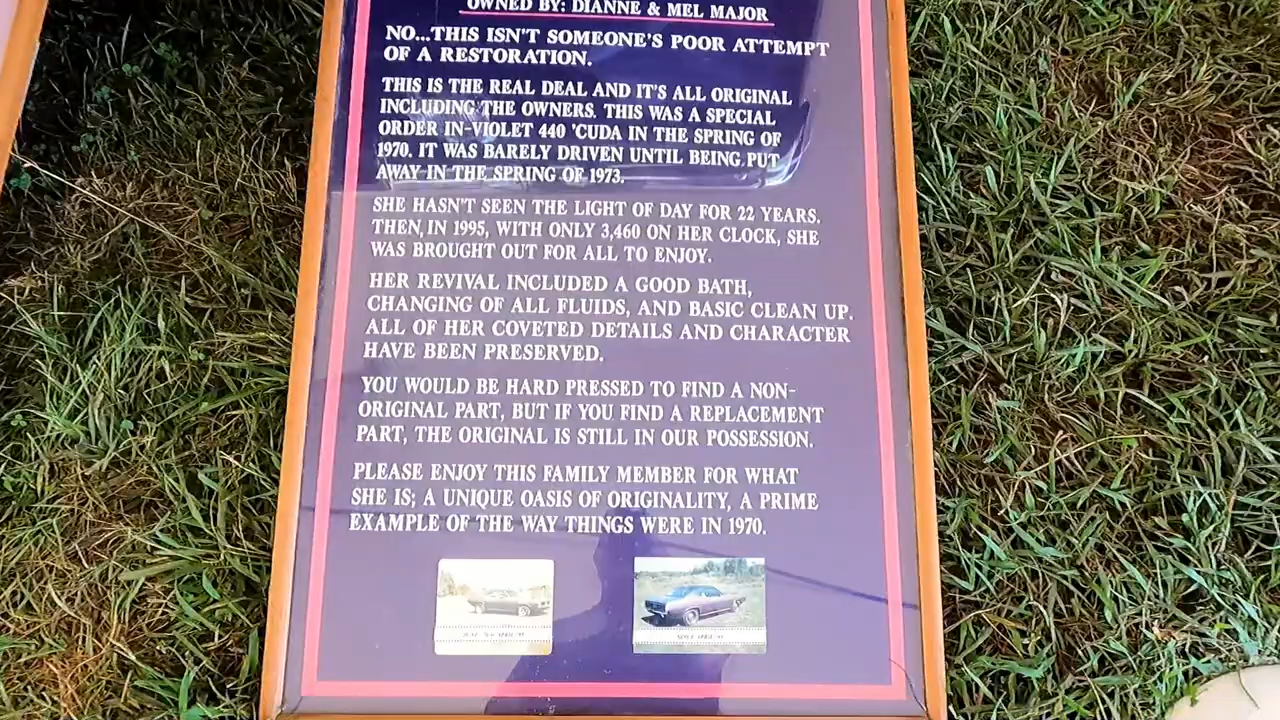 OWNED BY: DIANNE & MEL MAJOR
NO...THIS ISN'T SOMEONE'S POOR ATTEMPT
OF A RESTORATION.
THIS IS THE REAL DEAL AND IT'S ALL ORIGINAL
INCLUDING THE OWNERS. THIS WAS A SPECIAL
ORDER IN-VIOLET 440 'CUDA IN THE SPRING OF
1970. IT WAS BARELY DRIVEN UNTIL BEING PUT
AWAY IN THE SPRING OF 1973.
SHE HASN'T SEEN THE LIGHT OF DAY FOR 22 YEARS.
THEN, IN 1995, WITH ONLY 3,460 ON HER CLOCK, SHE
WAS BROUGHT OUT FOR ALL TO ENJOY.
HER REVIVAL INCLUDED A GOOD BATH,
CHANGING OF ALL FLUIDS, AND BASIC CLEAN UP.
ALL OF HER COVETED DETAILS AND CHARACTER
HAVE BEEN PRESERVED.
YOU WOULD BE HARD PRESSED TO FIND A NON-
ORIGINAL PART, BUT IF YOU FIND A REPLACEMENT
PART, THE ORIGINAL IS STILL IN OUR POSSESSION.
PLEASE ENJOY THIS FAMILY MEMBER FOR WHAT
SHE IS; A UNIQUE OASIS OF ORIGINALITY, A PRIME
EXAMPLE OF THE WAY THINGS WERE IN 1970.